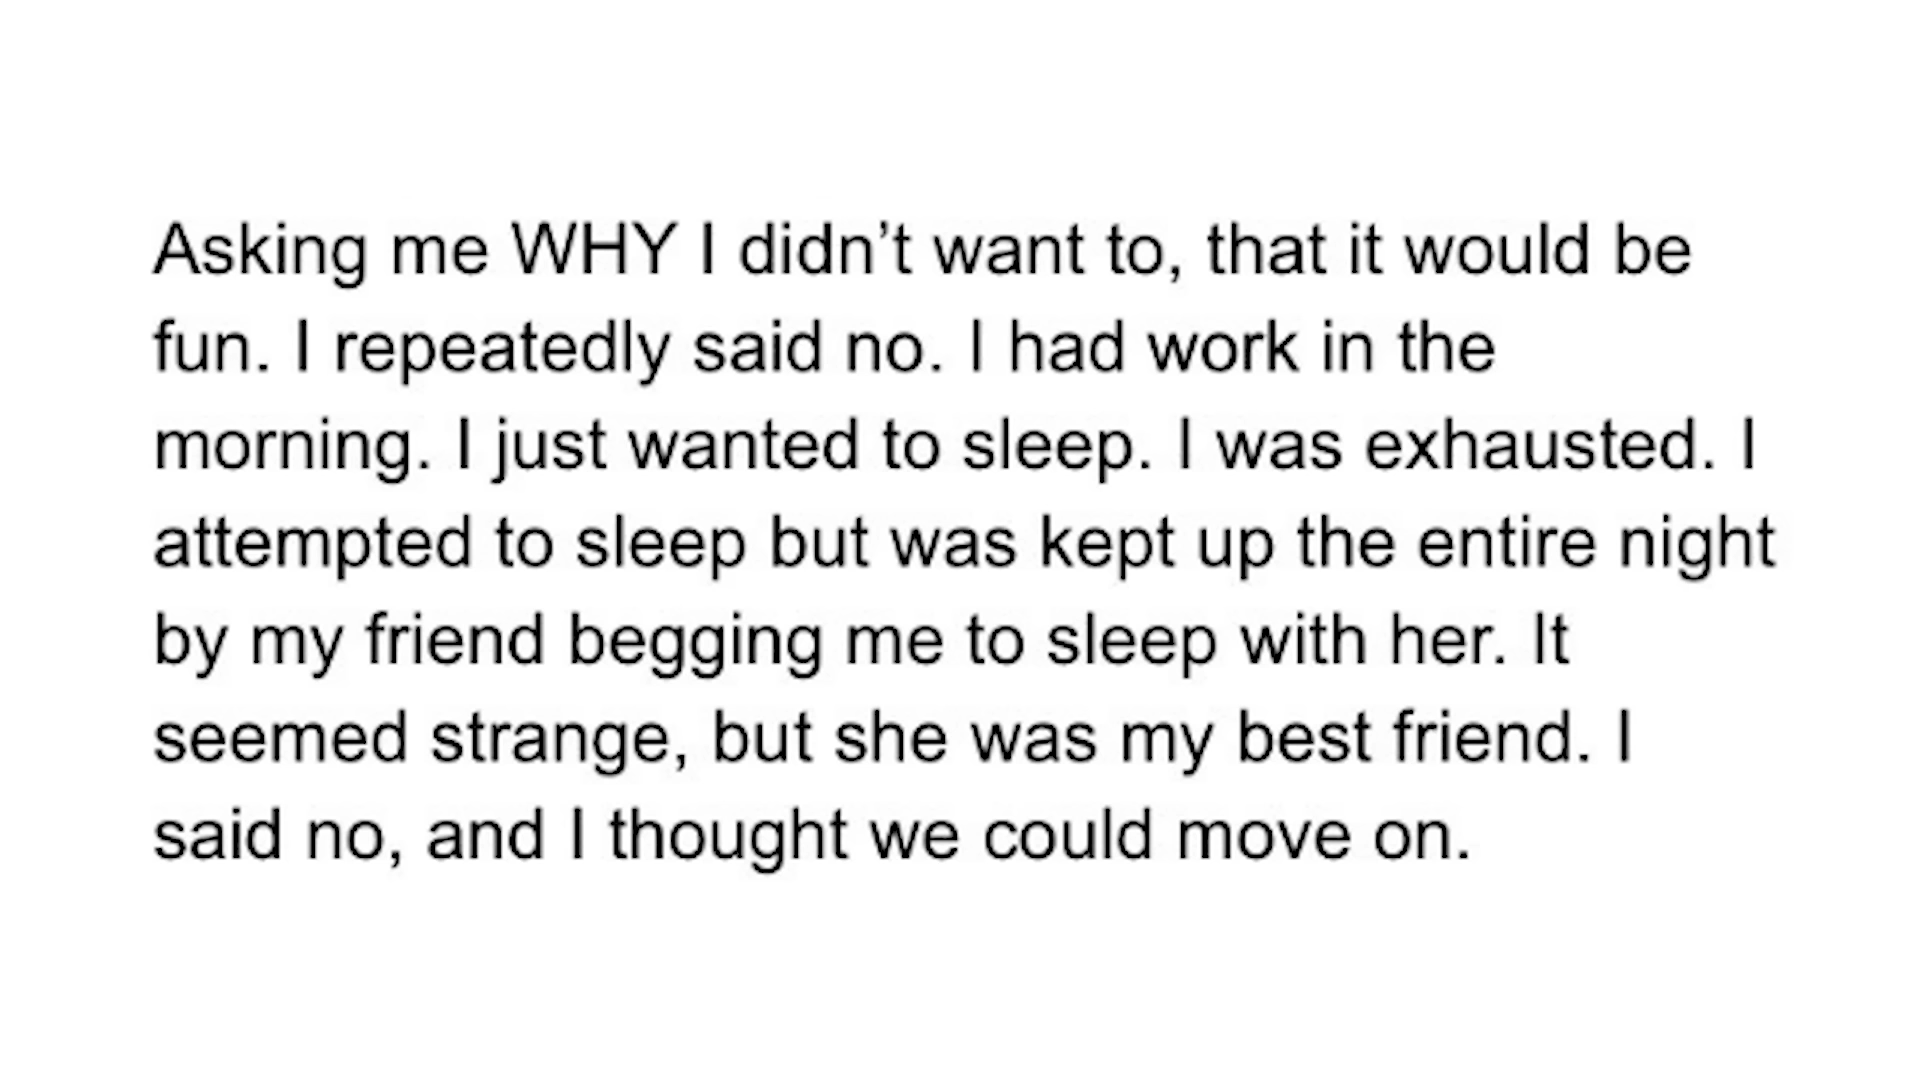 Asking me WHY I didn’t want to, that it would be
fun. I repeatedly said no. I had work in the
morning. I just wanted to sleep. I was exhausted. I
attempted to sleep but was kept up the entire night
by my friend begging me to sleep with her. It
seemed strange, but she was my best friend. I
said no, and I thought we could move on.